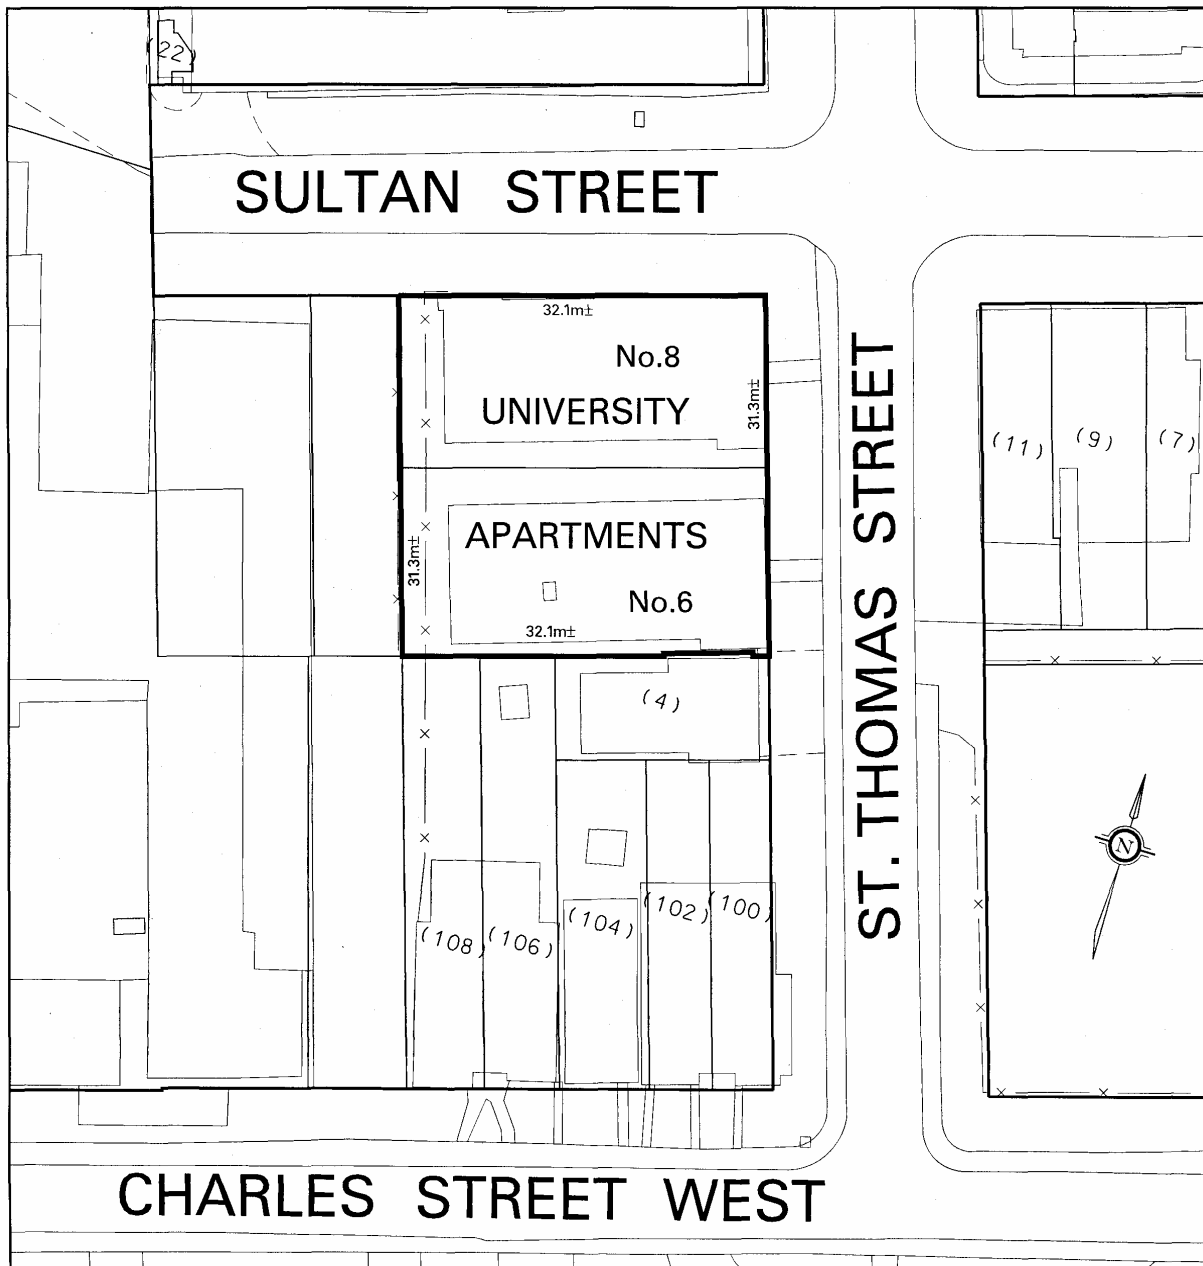 (22)
SULTAN STREET
32.1m±
No.8
UNIVERSITY
31.3m±
APARTMENTS
31.3m±
No.6
32.1m±
ST. THOMAS STREET
(11)
(9)
(7)
(4)
N
(108)
(106)
(104)
(102)
(100)
CHARLES STREET WEST